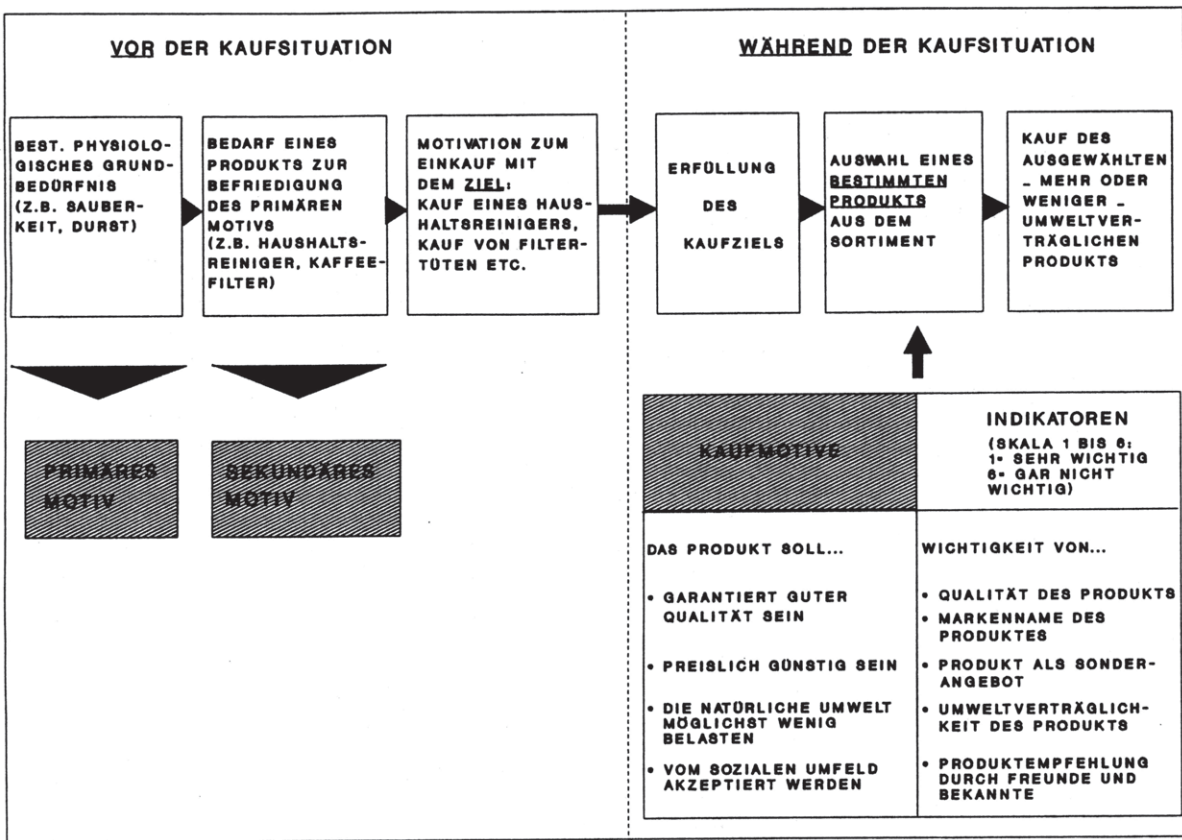 VOR DER KAUFSITUATION
BEST. PHYSIOLO-
GISCHES GRUND-
BEDÜRFNIS
(Z.B. SAUBER-
KEIT, DURST)
BEDARF EINES
PRODUKTS ZUR
BEFRIEDIGUNG
DES PRIMÄREN
MOTIVS
(Z.B. HAUSHALTS-
REINIGER, KAFFEE-
FILTER)
MOTIVATION ZUM
EINKAUF MIT
DEM ZIEL:
KAUF EINES HAUS-
HALTSREINIGERS,
KAUF VON FILTER-
TÜTEN ETC.
PRIMÄRES
MOTIV
SEKUNDÄRES
MOTIV
WÄHREND DER KAUFSITUATION
ERFÜLLUNG
DES
KAUFZIELS
AUSWAHL EINES
BESTIMMTEN
PRODUKTS
AUS DEM
SORTIMENT
KAUF DES
AUSGEWÄHLTEN
_ MEHR ODER
WENIGER _
UMWELTVER-
TRÄGLICHEN
PRODUKTS
KAUFMOTIVE
INDIKATOREN
(SKALA 1 BIS 6:
1= SEHR WICHTIG
6= GAR NICHT
WICHTIG)
DAS PRODUKT SOLL...
• GARANTIERT GUTER
QUALITÄT SEIN
• PREISLICH GÜNSTIG SEIN
• DIE NATÜRLICHE UMWELT
MÖGLICHST WENIG
BELASTEN
• VOM SOZIALEN UMFELD
AKZEPTIERT WERDEN
WICHTIGKEIT VON...
• QUALITÄT DES PRODUKTS
• MARKENNAME DES
PRODUKTES
• PRODUKT ALS SONDER-
ANGEBOT
• UMWELTVERTRÄGLICH-
KEIT DES PRODUKTS
• PRODUKTEMPFEHLUNG
DURCH FREUNDE UND
BEKANNTE